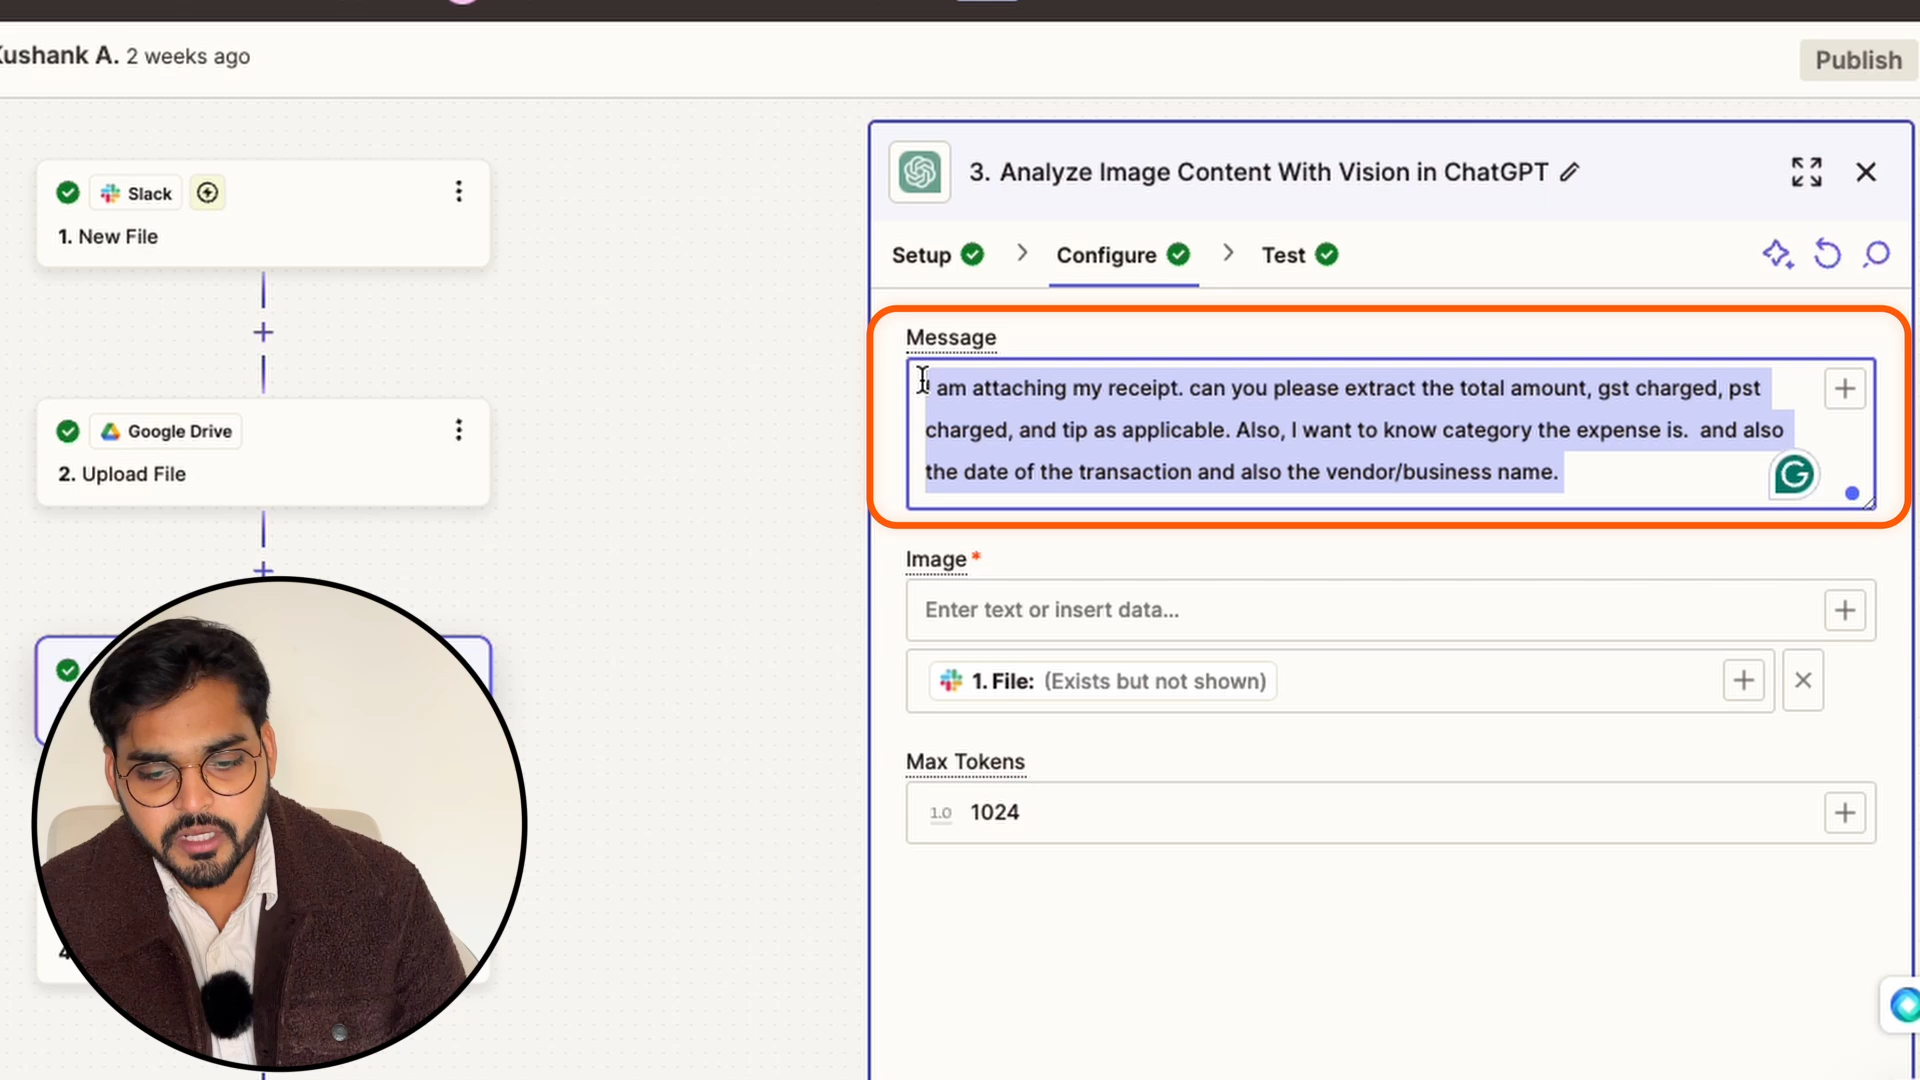 Kushank A. 2 weeks ago
Publish
Slack
1. New File
Google Drive
2. Upload File
4
3. Analyze Image Content With Vision in ChatGPT
Setup
Configure
Test
Message
I am attaching my receipt. can you please extract the total amount, gst charged, pst
charged, and tip as applicable. Also, I want to know category the expense is.  and also
the date of the transaction and also the vendor/business name.
Image*
Enter text or insert data...
1. File: (Exists but not shown)
Max Tokens
1.0 1024